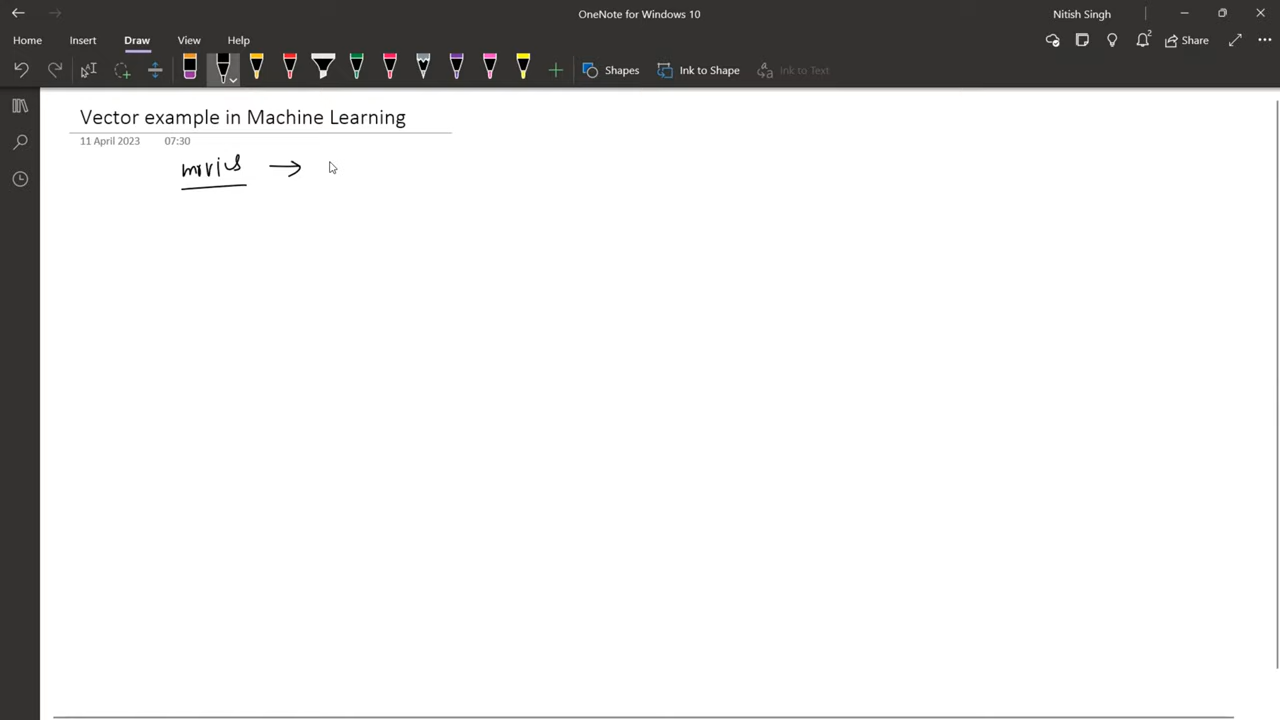 OneNote for Windows 10
Nitish Singh
Home Insert Draw View Help
Share
Shapes Ink to Shape Ink to Text
Vector example in Machine Learning
11 April 2023 07:30
movies →